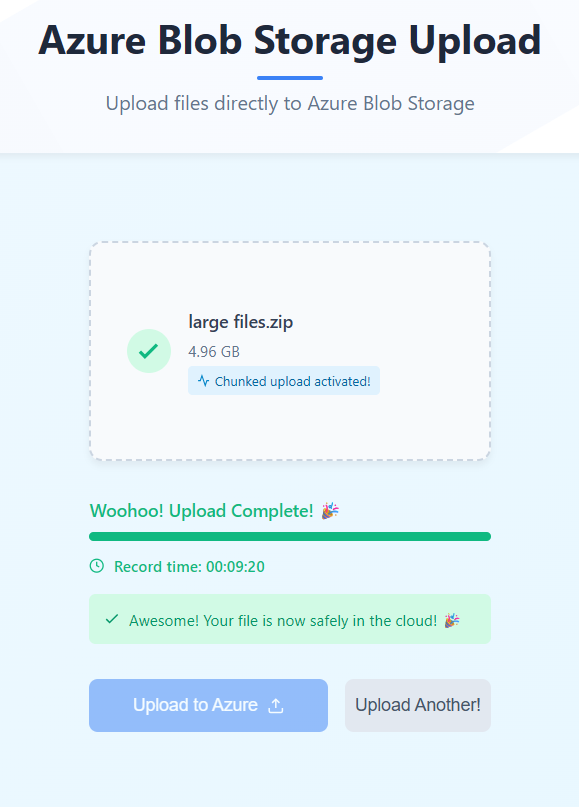 Azure Blob Storage Upload
Upload files directly to Azure Blob Storage
large files.zip
4.96 GB
Chunked upload activated!
Woohoo! Upload Complete! 🎉
Record time: 00:09:20
Awesome! Your file is now safely in the cloud! 🎉
Upload to Azure
Upload Another!